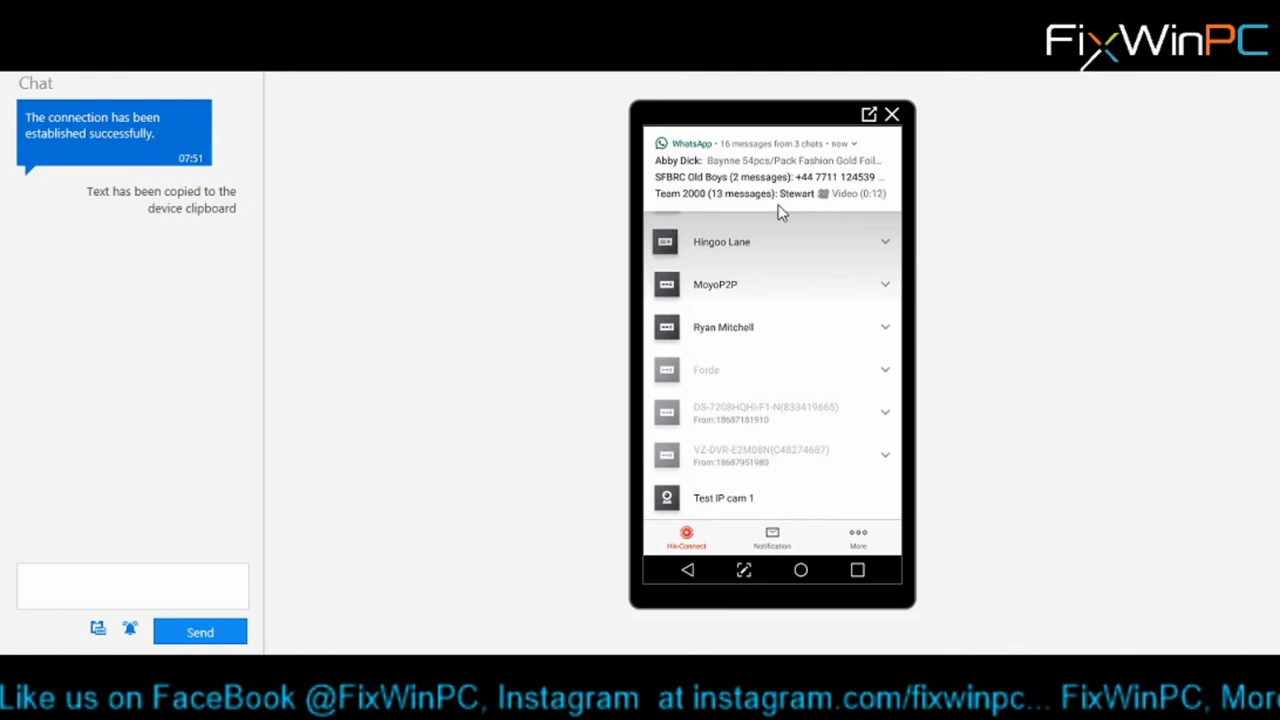 FixWinPC
Chat
The connection has been
established successfully.
07:51
Text has been copied to the
device clipboard
Send
WhatsApp • 16 messages from 3 chats • now
Abby Dick: Baynne 54pcs/Pack Fashion Gold Foil...
SFBRC Old Boys (2 messages): +44 7711 124539 ...
Team 2000 (13 messages): Stewart 🎥 Video (0:12)
Hingoo Lane
MoyoP2P
Ryan Mitchell
Forde
DS-7208HQHI-F1-N(833419665)
From:18687181910
VZ-DVR-E2M08N(C48274687)
From:18687951980
Test IP cam 1
Hik-Connect
Notification
More
Like us on FaceBook @FixWinPC, Instagram at instagram.com/fixwinpc... FixWinPC, Mor